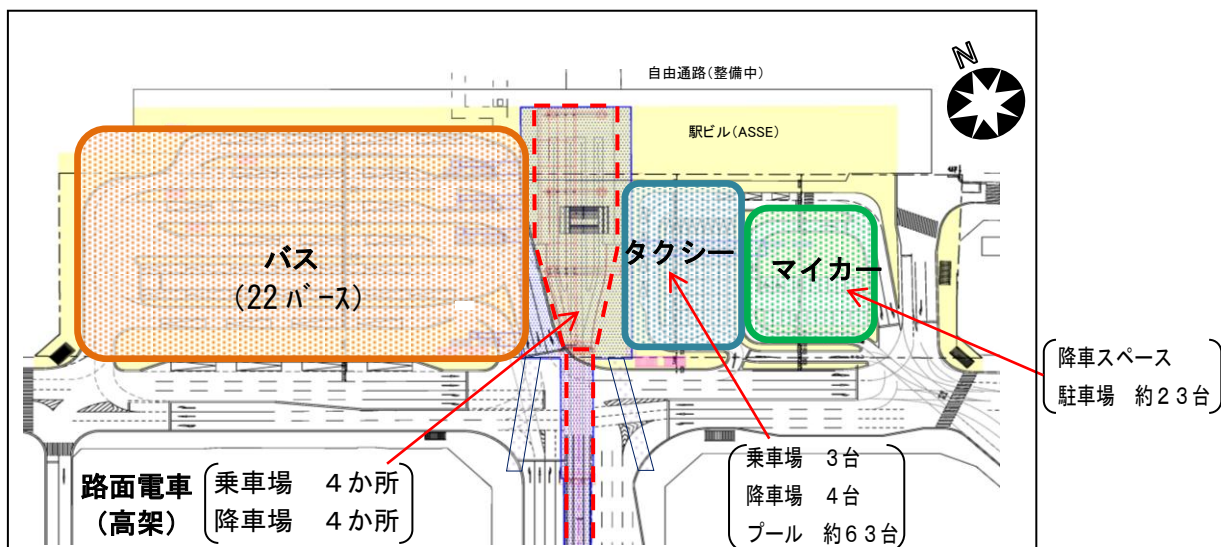 N
自由通路(整備中)
駅ビル(ASSE)
バス
(22バース)
タクシー
マイカー
降車スペース
駐車場 約23台
路面電車
(高架)
乗車場 4か所
降車場 4か所
乗車場 3台
降車場 4台
プール 約63台